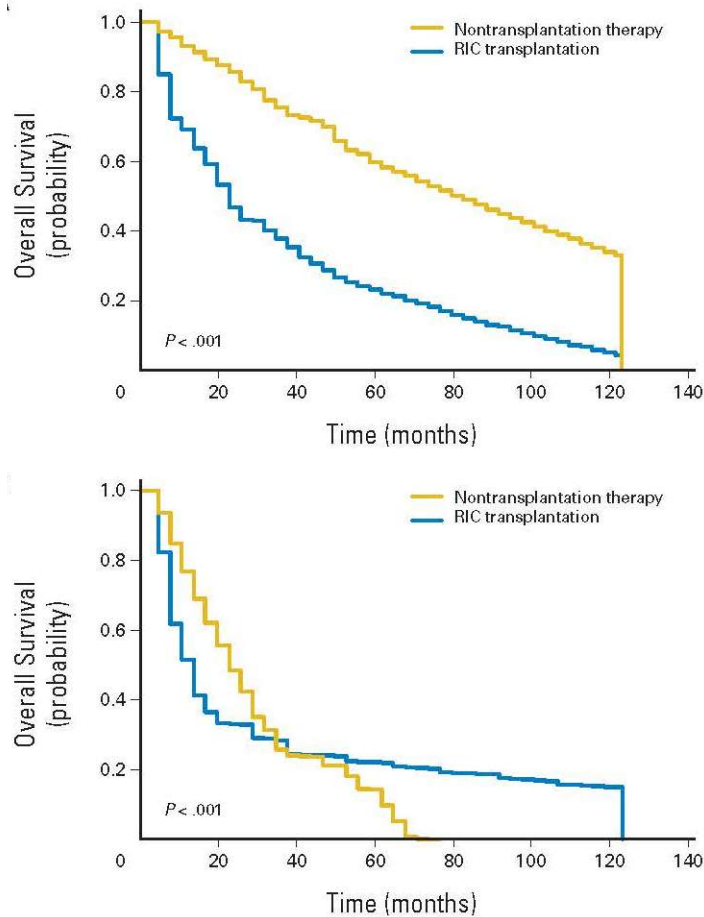 1.0
0.8
0.6
0.4
0.2
0
20
40
60
80
100
120
140
Overall Survival
(probability)
Time (months)
Nontransplantation therapy
RIC transplantation
P < .001
1.0
0.8
0.6
0.4
0.2
0
20
40
60
80
100
120
140
Overall Survival
(probability)
Time (months)
Nontransplantation therapy
RIC transplantation
P < .001